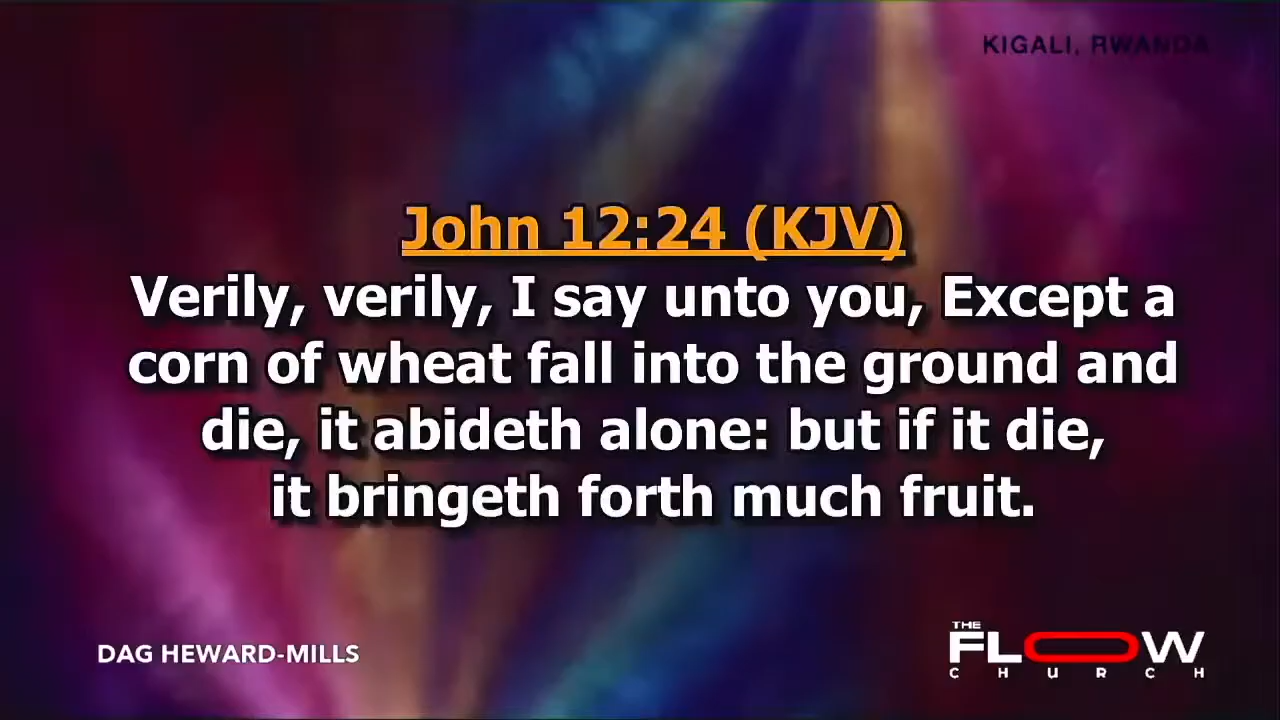 KIGALI, RWANDA
John 12:24 (KJV)
Verily, verily, I say unto you, Except a
corn of wheat fall into the ground and
die, it abideth alone: but if it die,
it bringeth forth much fruit.
DAG HEWARD-MILLS
THE
FLOW
CHURCH